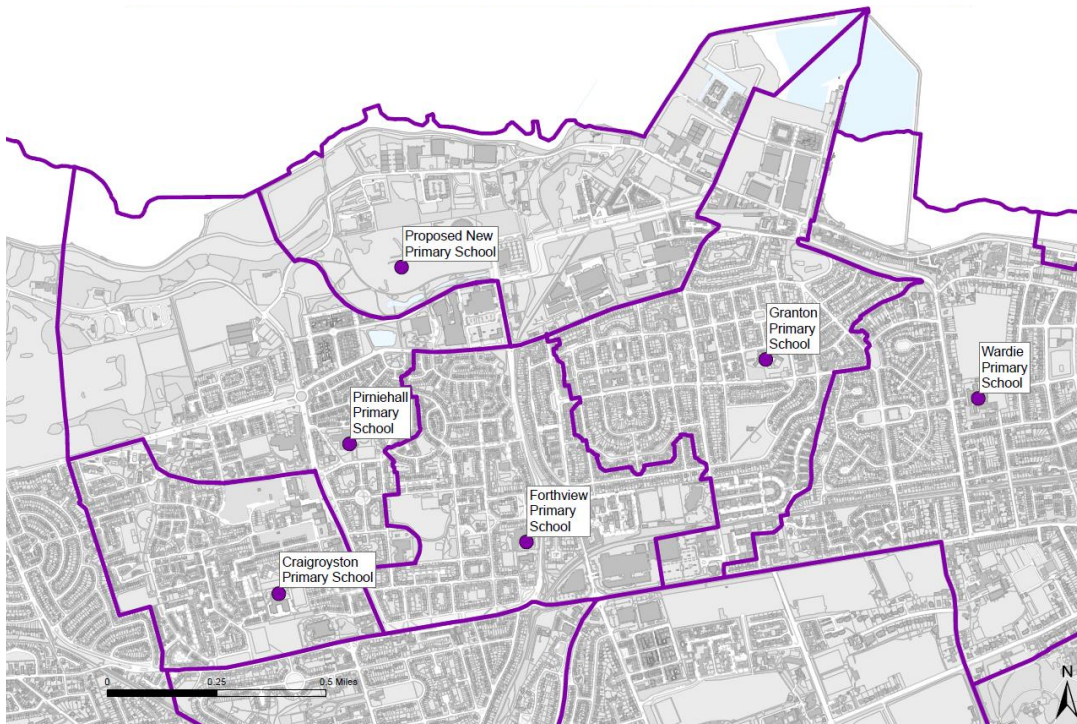 Proposed New
Primary School
Granton
Primary
School
Wardie
Primary
School
Pirniehall
Primary
School
Forthview
Primary
School
Craigroyston
Primary School
0
0.25
0.5 Miles
N